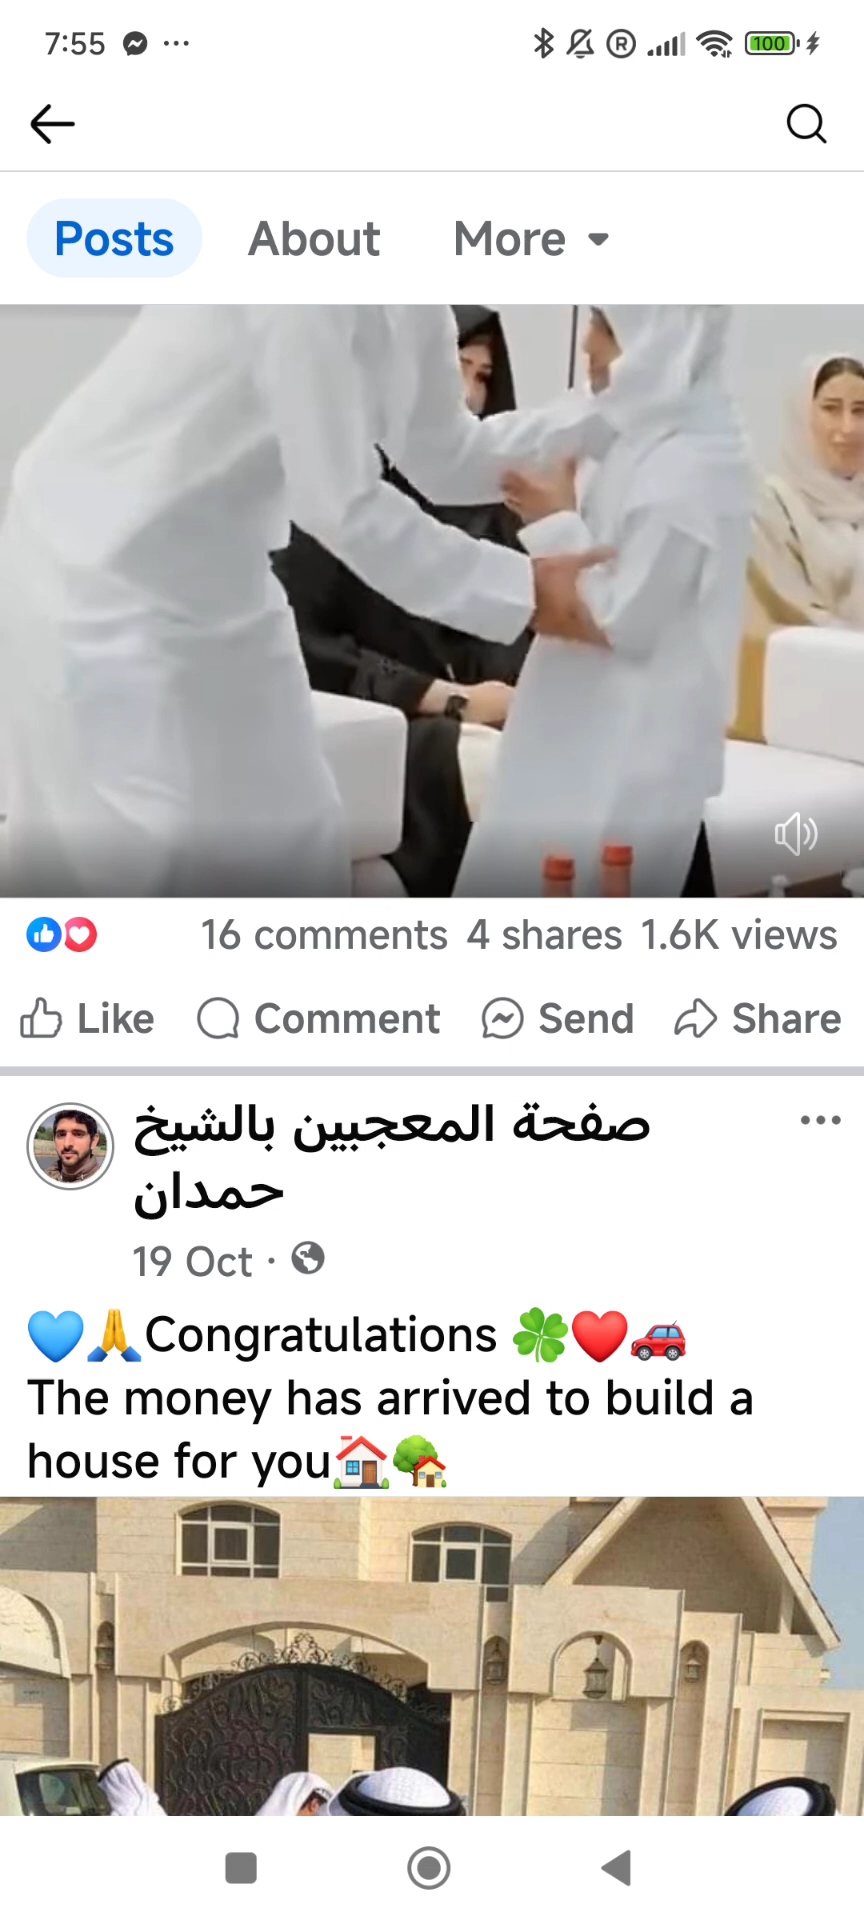 7:55
100
Posts About More
16 comments 4 shares 1.6K views
Like Comment Send Share
صفحة المعجبين بالشيخ
حمدان
19 Oct ·
💙🙏Congratulations 🍀❤️🚗
The money has arrived to build a
house for you🏠🏡